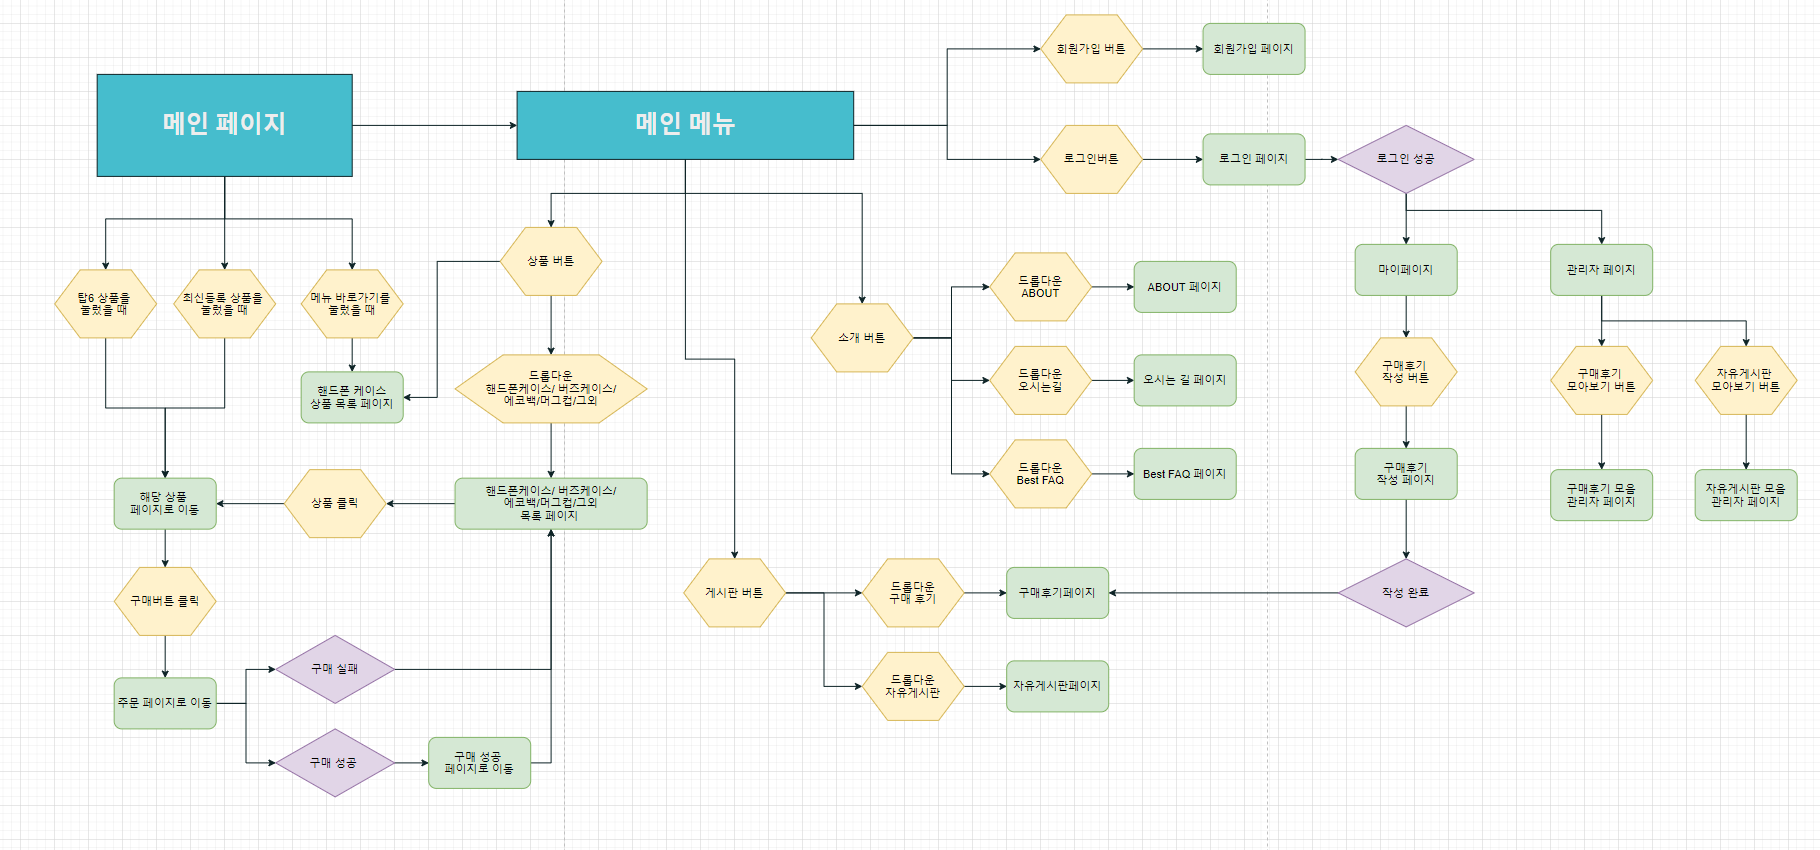 메인 페이지
메인 메뉴
회원가입 버튼
회원가입 페이지
로그인버튼
로그인 페이지
로그인 성공
탑6 상품을
눌렀을 때
최신등록 상품을
눌렀을 때
메뉴 바로가기를
눌렀을 때
핸드폰 케이스
상품 목록 페이지
상품 버튼
드롭다운
핸드폰케이스/ 버즈케이스/
에코백/머그컵/그외
핸드폰케이스/ 버즈케이스/
에코백/머그컵/그외
목록 페이지
상품 클릭
해당 상품
페이지로 이동
구매버튼 클릭
주문 페이지로 이동
구매 실패
구매 성공
구매 성공
페이지로 이동
소개 버튼
드롭다운
ABOUT
ABOUT 페이지
드롭다운
오시는길
오시는 길 페이지
드롭다운
Best FAQ
Best FAQ 페이지
게시판 버튼
드롭다운
구매 후기
구매후기페이지
드롭다운
자유게시판
자유게시판페이지
마이페이지
구매후기
작성 버튼
구매후기
작성 페이지
작성 완료
관리자 페이지
구매후기
모아보기 버튼
자유게시판
모아보기 버튼
구매후기 모음
관리자 페이지
자유게시판 모음
관리자 페이지